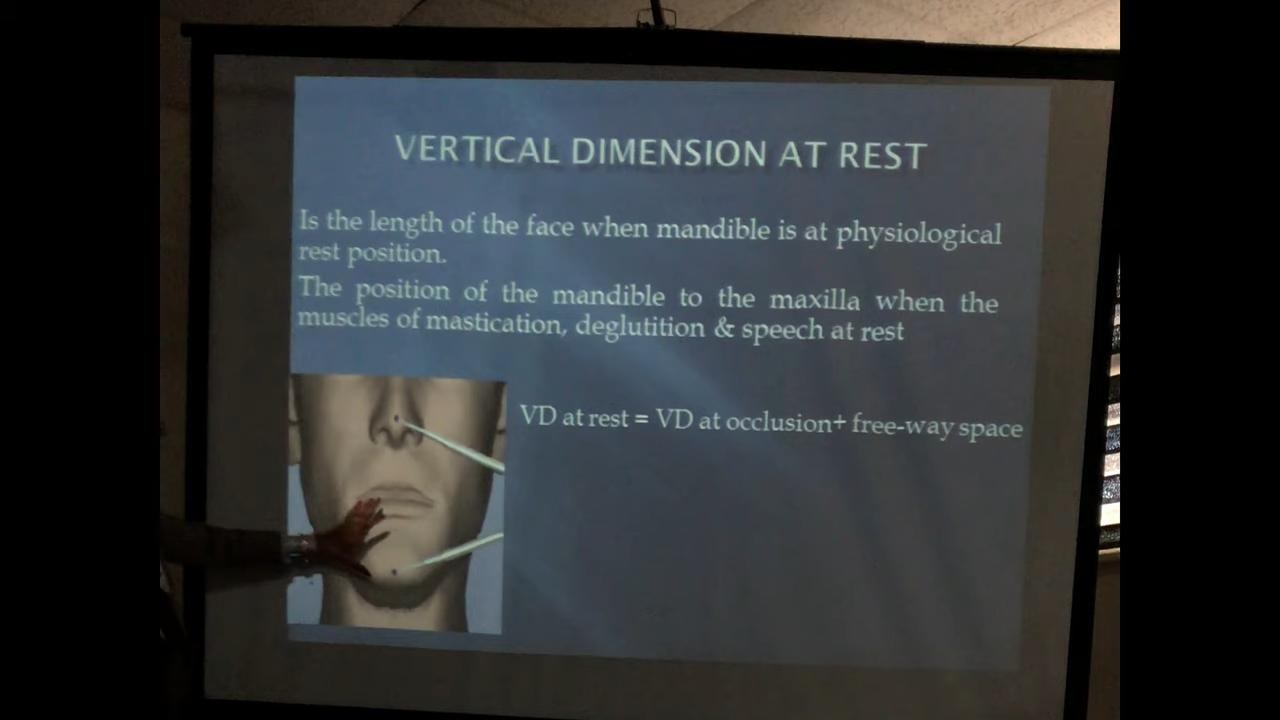 VERTICAL DIMENSION AT REST
Is the length of the face when mandible is at physiological
rest position.
The position of the mandible to the maxilla when the
muscles of mastication, deglutition & speech at rest
VD at rest = VD at occlusion+ free-way space